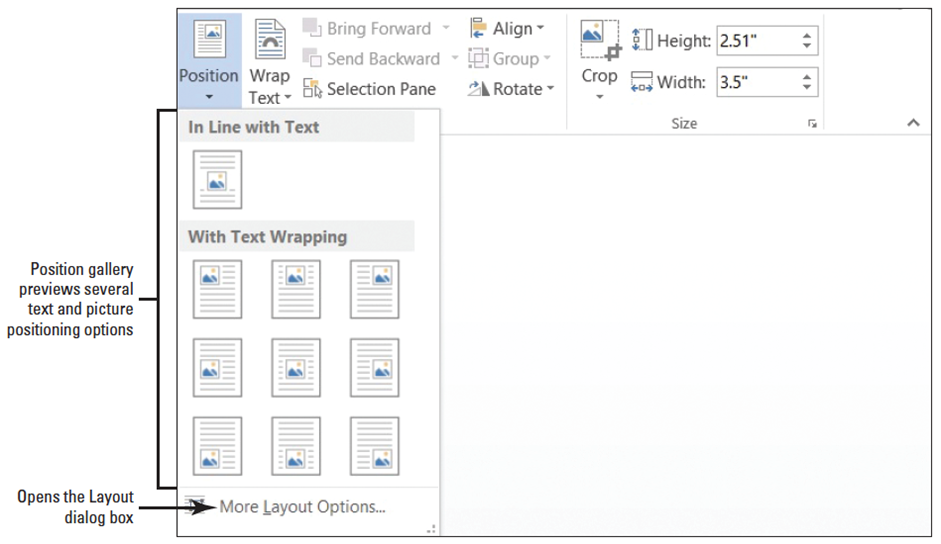 Position
Wrap
Text
Bring Forward
Send Backward
Selection Pane
Align
Group
Rotate
Crop
Height:
2.51"
Width:
3.5"
Size
In Line with Text
With Text Wrapping
Position gallery
previews several
text and picture
positioning options
Opens the Layout
dialog box
More Layout Options...